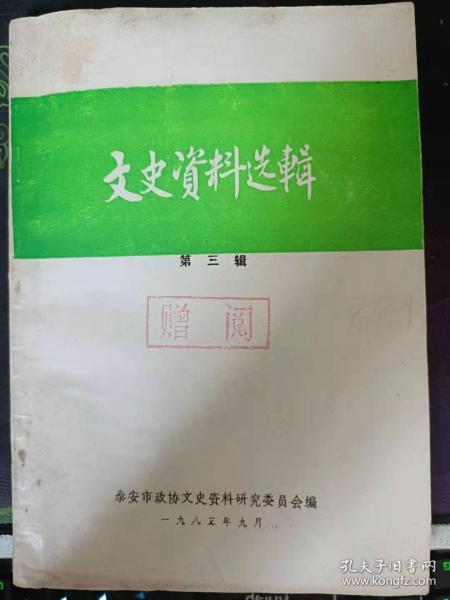 文史資料选輯
第三辑
赠阅
泰安市政协文史资料研究委员会编
一九八五年九月
孔夫子旧书网
www.kongfz.com